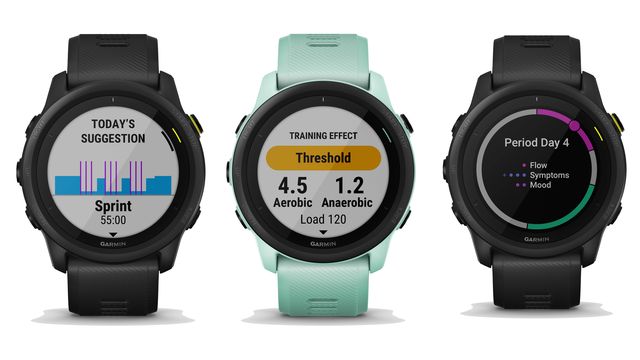 TODAY'S
SUGGESTION
Sprint
55:00
GARMIN
TRAINING EFFECT
Threshold
4.5 1.2
Aerobic Anaerobic
Load 120
GARMIN
Period Day 4
Flow
Symptoms
Mood
GARMIN